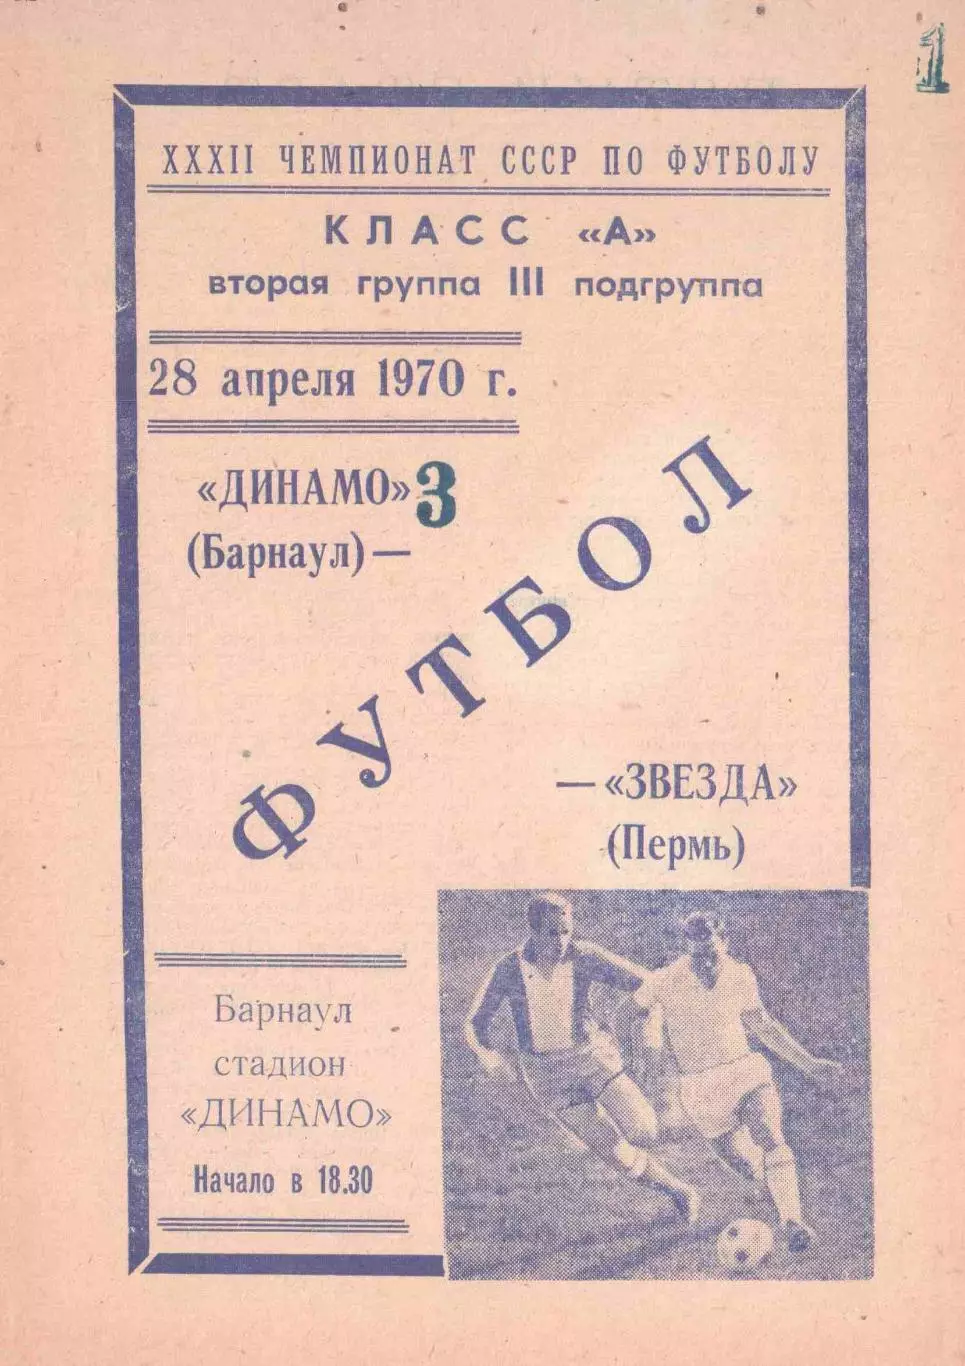 1
XXXII ЧЕМПИОНАТ СССР ПО ФУТБОЛУ
КЛАСС «А»
вторая группа III подгруппа
28 апреля 1970 г.
«ДИНАМО» 3
(Барнаул) —
ФУТБОЛ
— «ЗВЕЗДА»
(Пермь)
Барнаул
стадион
«ДИНАМО»
Начало в 18.30